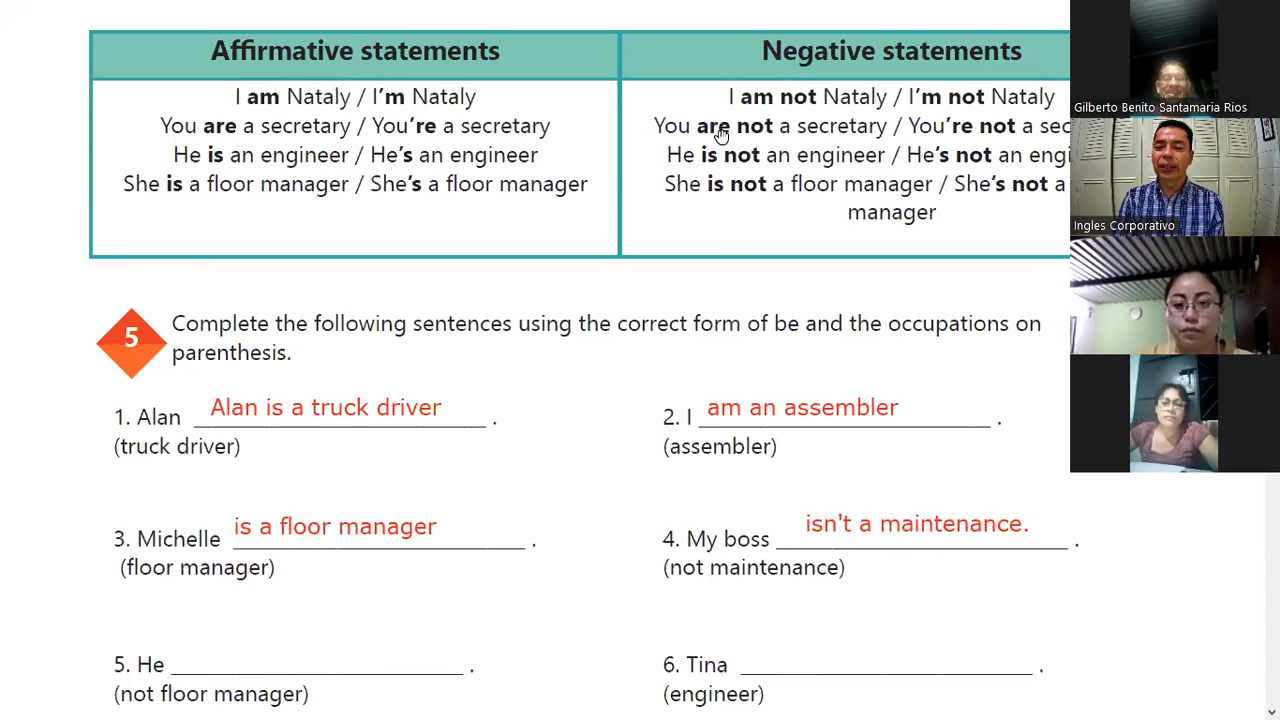 Affirmative statements
I am Nataly / I'm Nataly
You are a secretary / You're a secretary
He is an engineer / He's an engineer
She is a floor manager / She's a floor manager
Negative statements
I am not Nataly / I'm not Nataly
You are not a secretary / You're not a sec
He is not an engineer / He's not an engi
She is not a floor manager / She's not a
manager
Gilberto Benito Santamaria Rios
Ingles Corporativo
5
Complete the following sentences using the correct form of be and the occupations on
parenthesis.
1. Alan Alan is a truck driver .
(truck driver)
2. I am an assembler .
(assembler)
3. Michelle is a floor manager .
(floor manager)
4. My boss isn't a maintenance. .
(not maintenance)
5. He .
(not floor manager)
6. Tina .
(engineer)